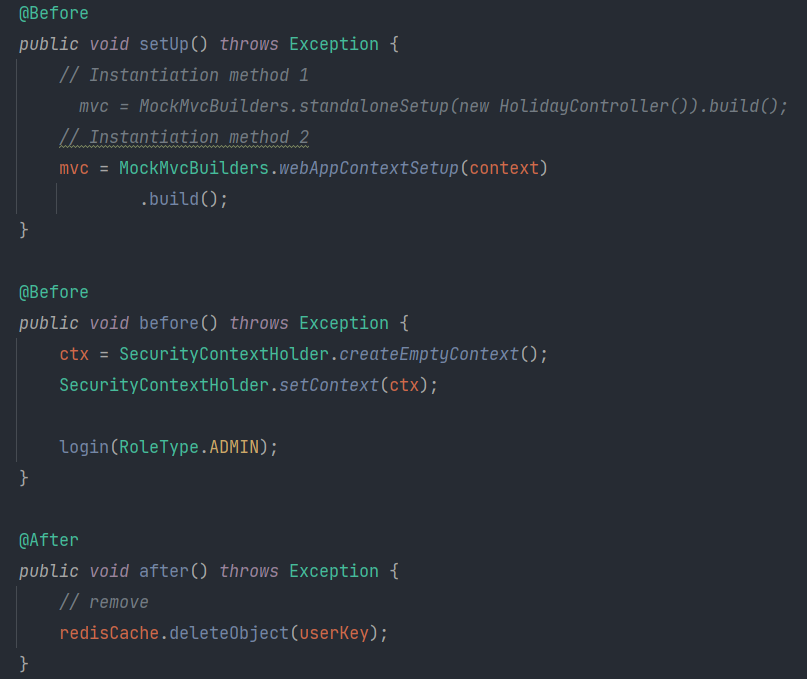 @Before
public void setUp() throws Exception {
// Instantiation method 1
mvc = MockMvcBuilders.standaloneSetup(new HolidayController()).build();
// Instantiation method 2
mvc = MockMvcBuilders.webAppContextSetup(context)
.build();
}
@Before
public void before() throws Exception {
ctx = SecurityContextHolder.createEmptyContext();
SecurityContextHolder.setContext(ctx);
login(RoleType.ADMIN);
}
@After
public void after() throws Exception {
// remove
redisCache.deleteObject(userKey);
}